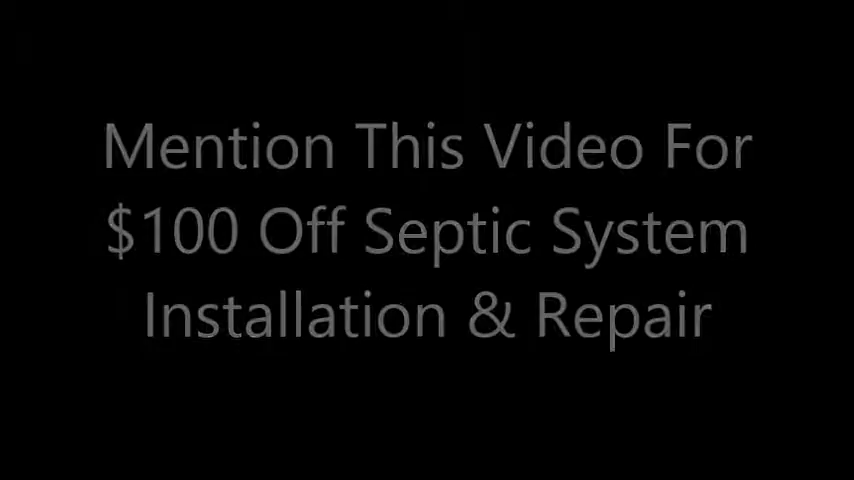 Mention This Video For
$100 Off Septic System
Installation & Repair